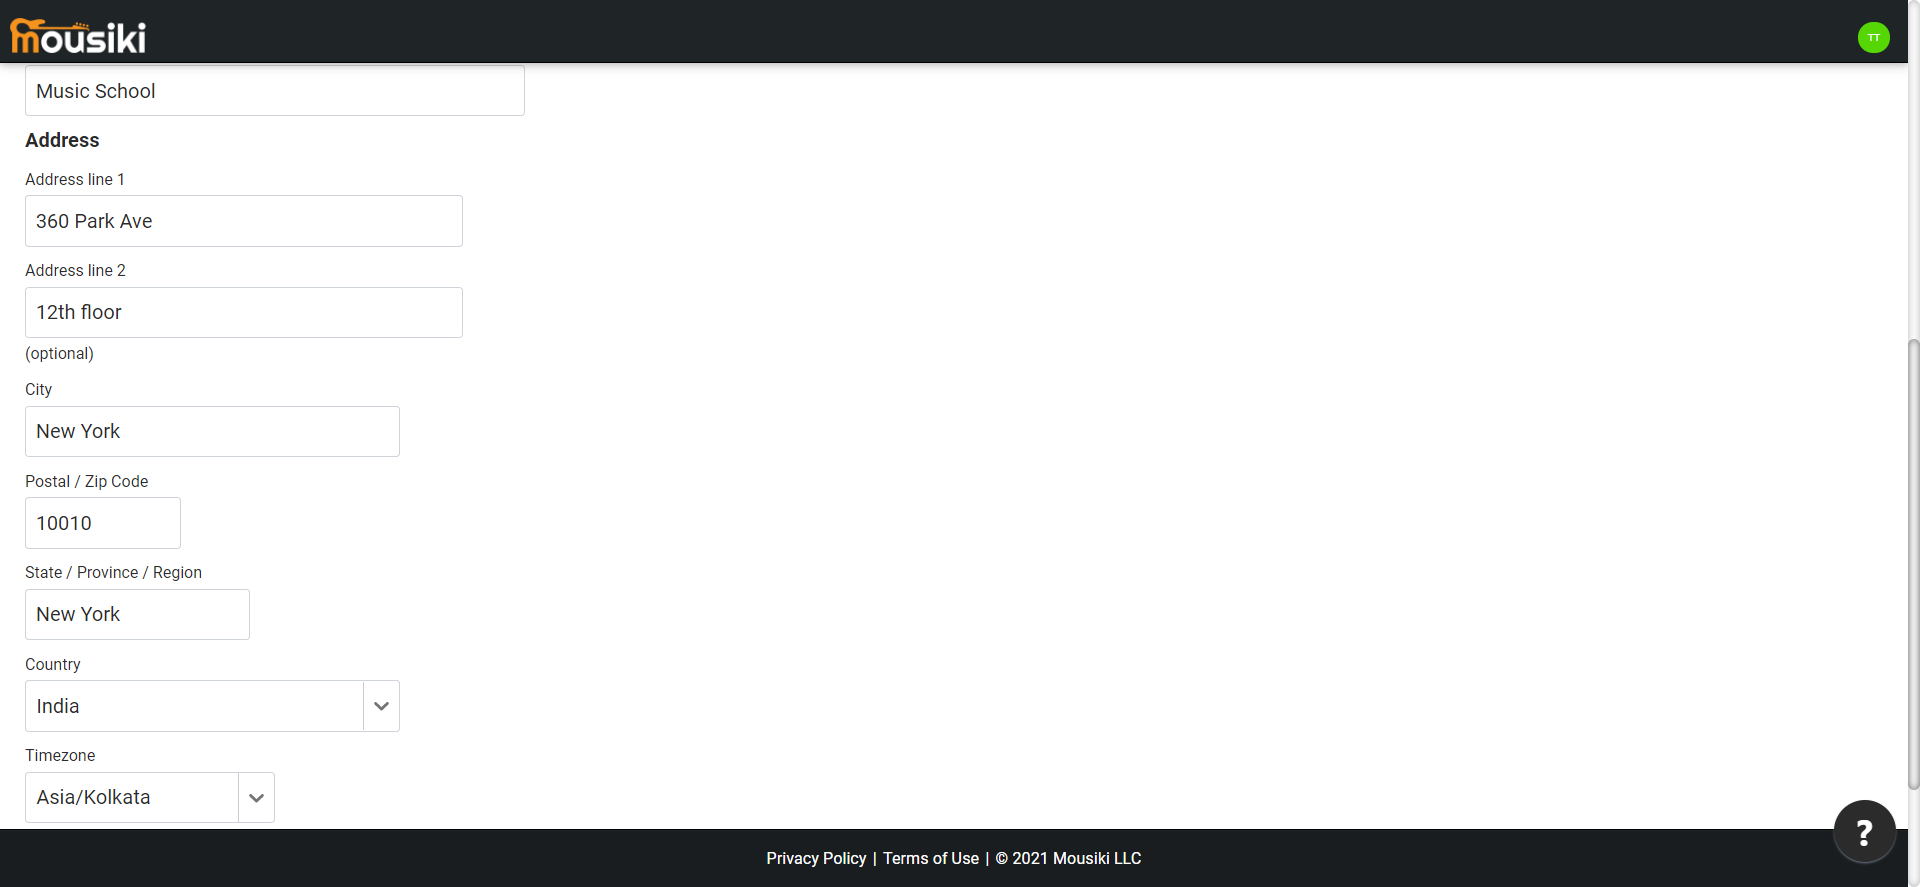 mousiki
TT
Music School
Address
Address line 1
360 Park Ave
Address line 2
12th floor
(optional)
City
New York
Postal / Zip Code
10010
State / Province / Region
New York
Country
India
Timezone
Asia/Kolkata
?
Privacy Policy | Terms of Use | © 2021 Mousiki LLC